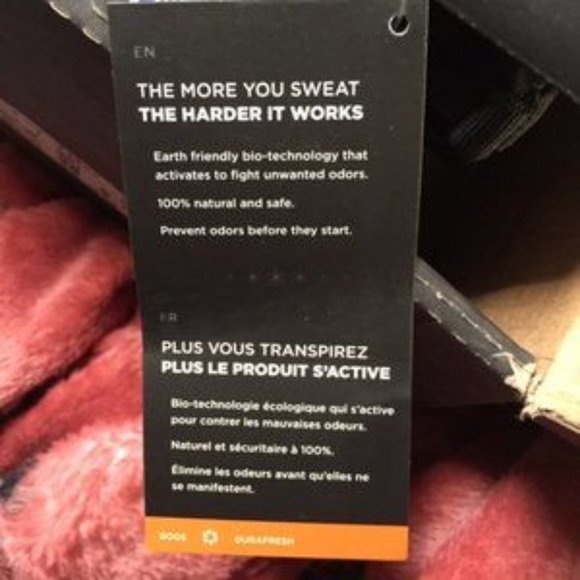 EN
THE MORE YOU SWEAT
THE HARDER IT WORKS
Earth friendly bio-technology that
activates to fight unwanted odors.
100% natural and safe.
Prevent odors before they start.
FR
PLUS VOUS TRANSPIREZ
PLUS LE PRODUIT S'ACTIVE
Bio-technologie écologique qui s'active
pour contrer les mauvaises odeurs.
Naturel et sécuritaire à 100%.
Élimine les odeurs avant qu'elles ne
se manifestent.
BOGS DURAFRESH